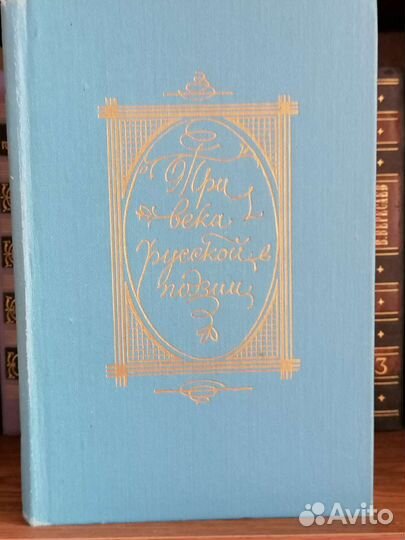 Три
века
русской
поэзии
В.ВЕРЕСАЕВ
3
Avito